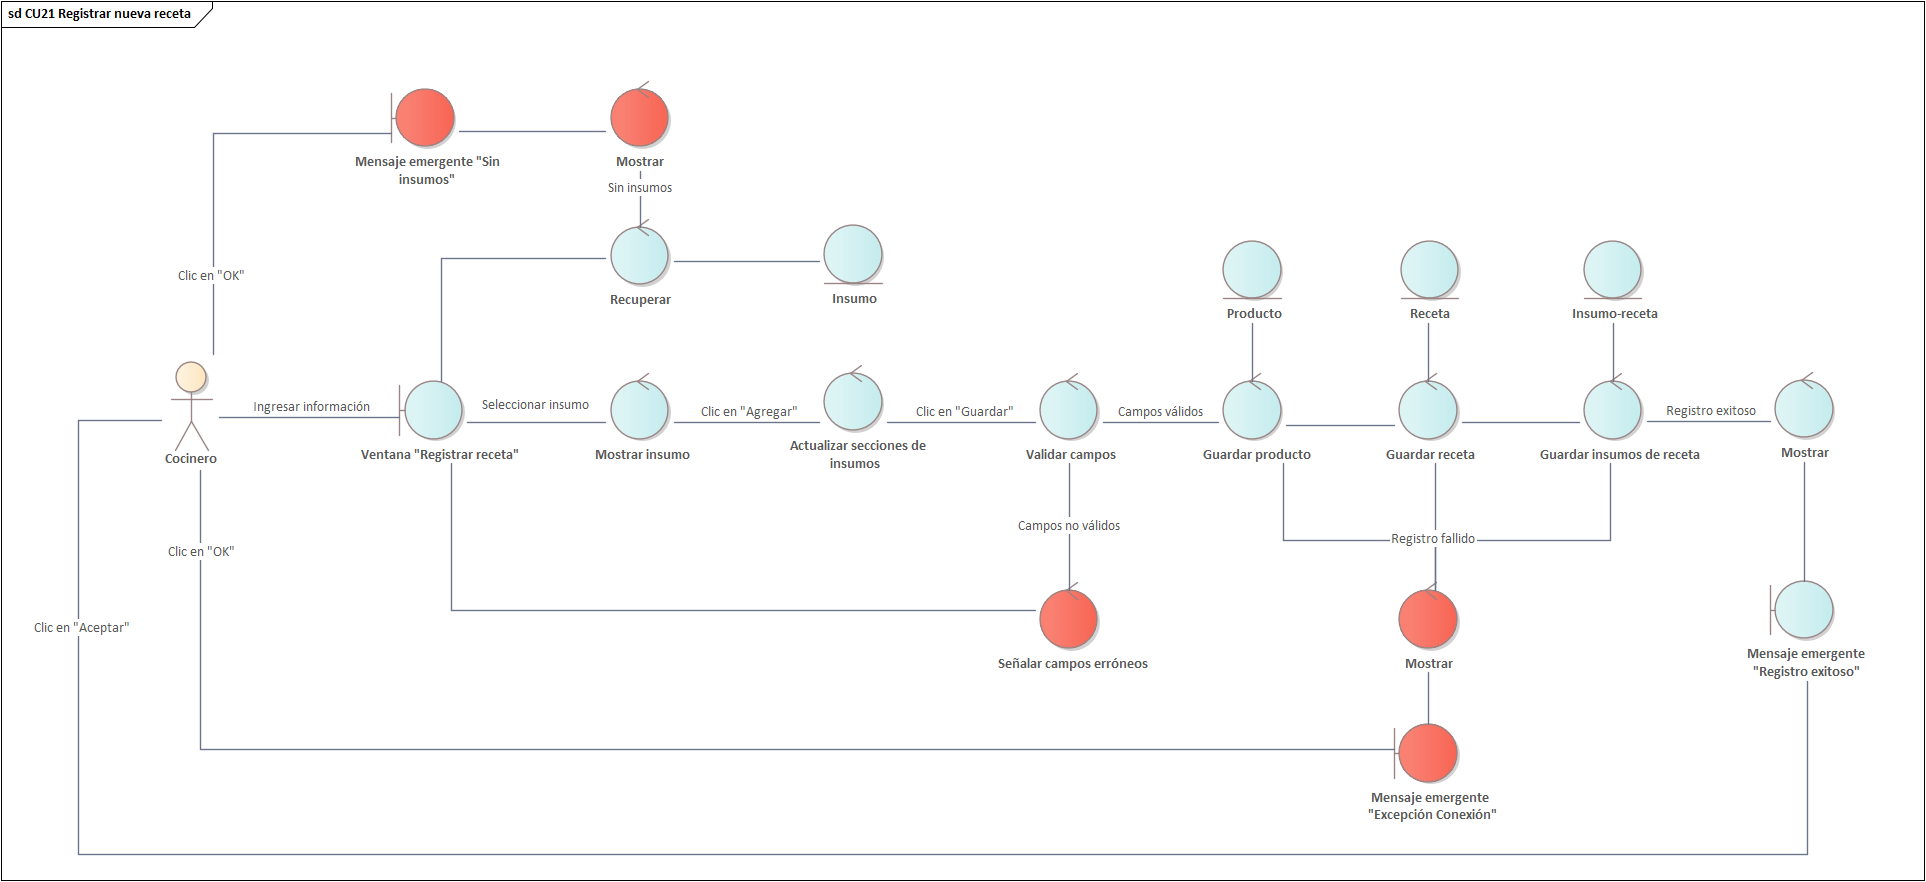 sd CU21 Registrar nueva receta
Mensaje emergente "Sin
insumos"
Mostrar
Sin insumos
Clic en "OK"
Recuperar
Insumo
Producto
Receta
Insumo-receta
Ingresar información
Seleccionar insumo
Clic en "Agregar"
Clic en "Guardar"
Campos válidos
Registro exitoso
Cocinero
Ventana "Registrar receta"
Mostrar insumo
Actualizar secciones de
insumos
Validar campos
Guardar producto
Guardar receta
Guardar insumos de receta
Mostrar
Campos no válidos
Registro fallido
Clic en "OK"
Clic en "Aceptar"
Señalar campos erróneos
Mostrar
Mensaje emergente
"Registro exitoso"
Mensaje emergente
"Excepción Conexión"